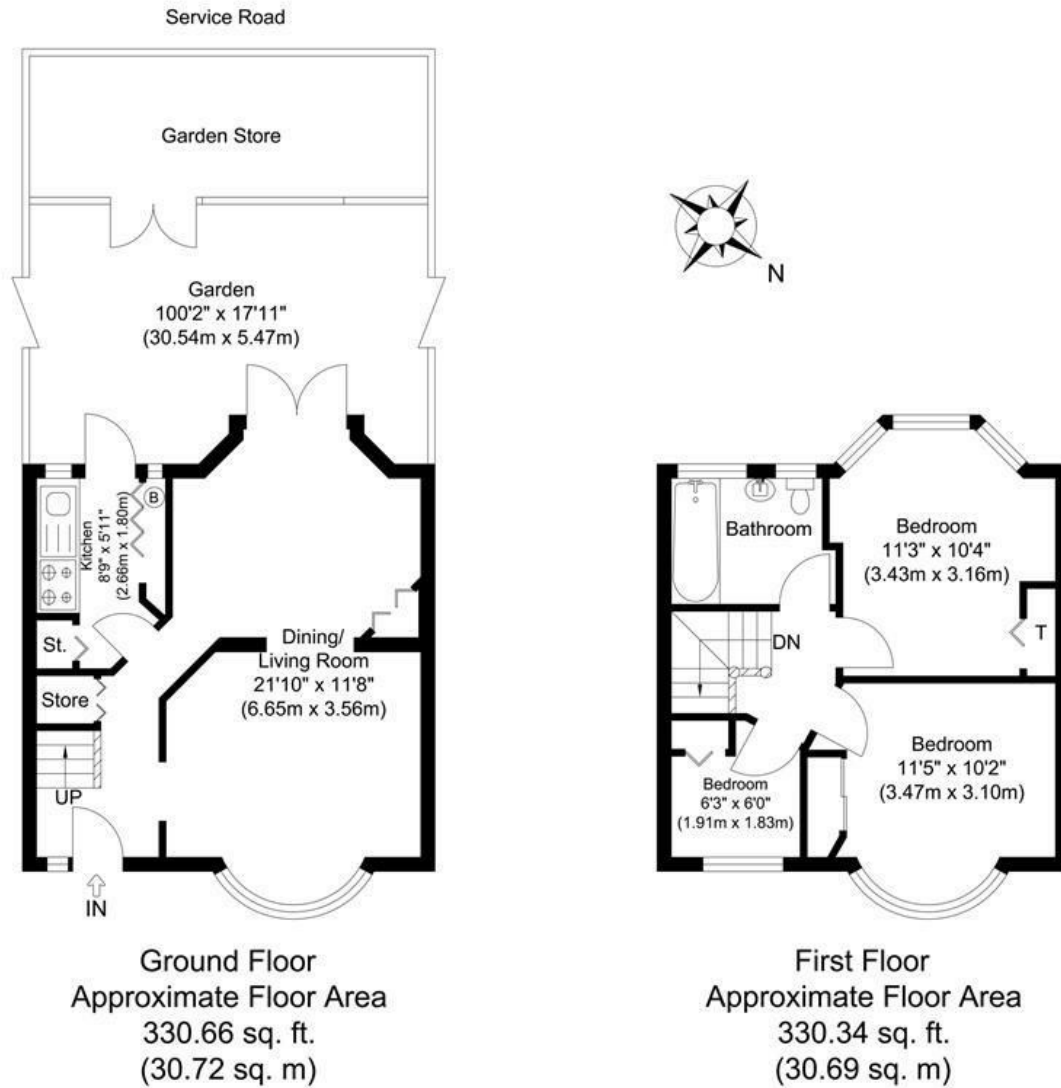 Service Road
Garden Store
Garden
100'2" x 17'11"
(30.54m x 5.47m)
N
B
Kitchen
8'9" x 5'11"
(2.66m x 1.80m)
St.
Store
Dining/
Living Room
21'10" x 11'8"
(6.65m x 3.56m)
UP
IN
Ground Floor
Approximate Floor Area
330.66 sq. ft.
(30.72 sq. m)
Bathroom
Bedroom
11'3" x 10'4"
(3.43m x 3.16m)
T
DN
Bedroom
11'5" x 10'2"
(3.47m x 3.10m)
Bedroom
6'3" x 6'0"
(1.91m x 1.83m)
First Floor
Approximate Floor Area
330.34 sq. ft.
(30.69 sq. m)